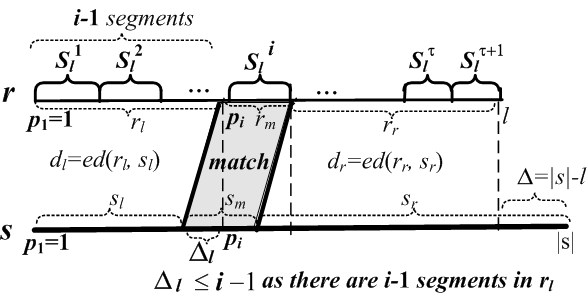 i-1 segments
S_l^1 S_l^2 ... S_l^i ... S_l^τ S_l^{τ+1}
r
p_1=1 r_l p_i r_m r_r l
d_l=ed(r_l, s_l) match d_r=ed(r_r, s_r) Δ=|s|-l
s_l s_m s_r
s p_1=1 Δ_l p_i |s|
Δ_l ≤ i−1 as there are i-1 segments in r_l